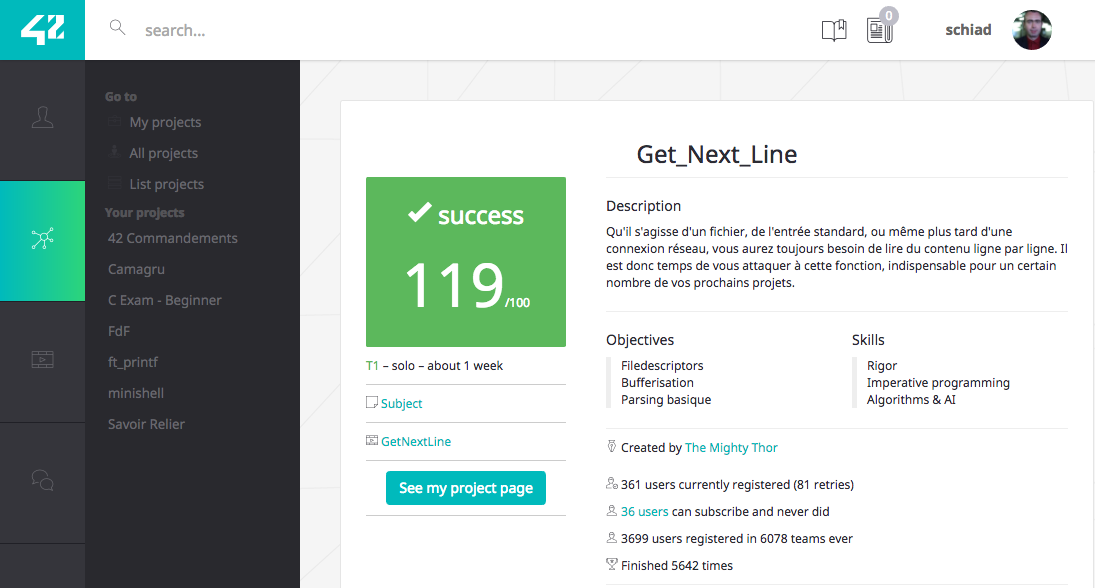 42
search...
0
schiad
Go to
My projects
All projects
List projects
Your projects
42 Commandements
Camagru
C Exam - Beginner
FdF
ft_printf
minishell
Savoir Relier
Get_Next_Line
success
119/100
T1 – solo – about 1 week
Subject
GetNextLine
See my project page
Description
Qu'il s'agisse d'un fichier, de l'entrée standard, ou même plus tard d'une
connexion réseau, vous aurez toujours besoin de lire du contenu ligne par ligne. Il
est donc temps de vous attaquer à cette fonction, indispensable pour un certain
nombre de vos prochains projets.
Objectives
Filedescriptors
Bufferisation
Parsing basique
Skills
Rigor
Imperative programming
Algorithms & AI
Created by The Mighty Thor
361 users currently registered (81 retries)
36 users can subscribe and never did
3699 users registered in 6078 teams ever
Finished 5642 times